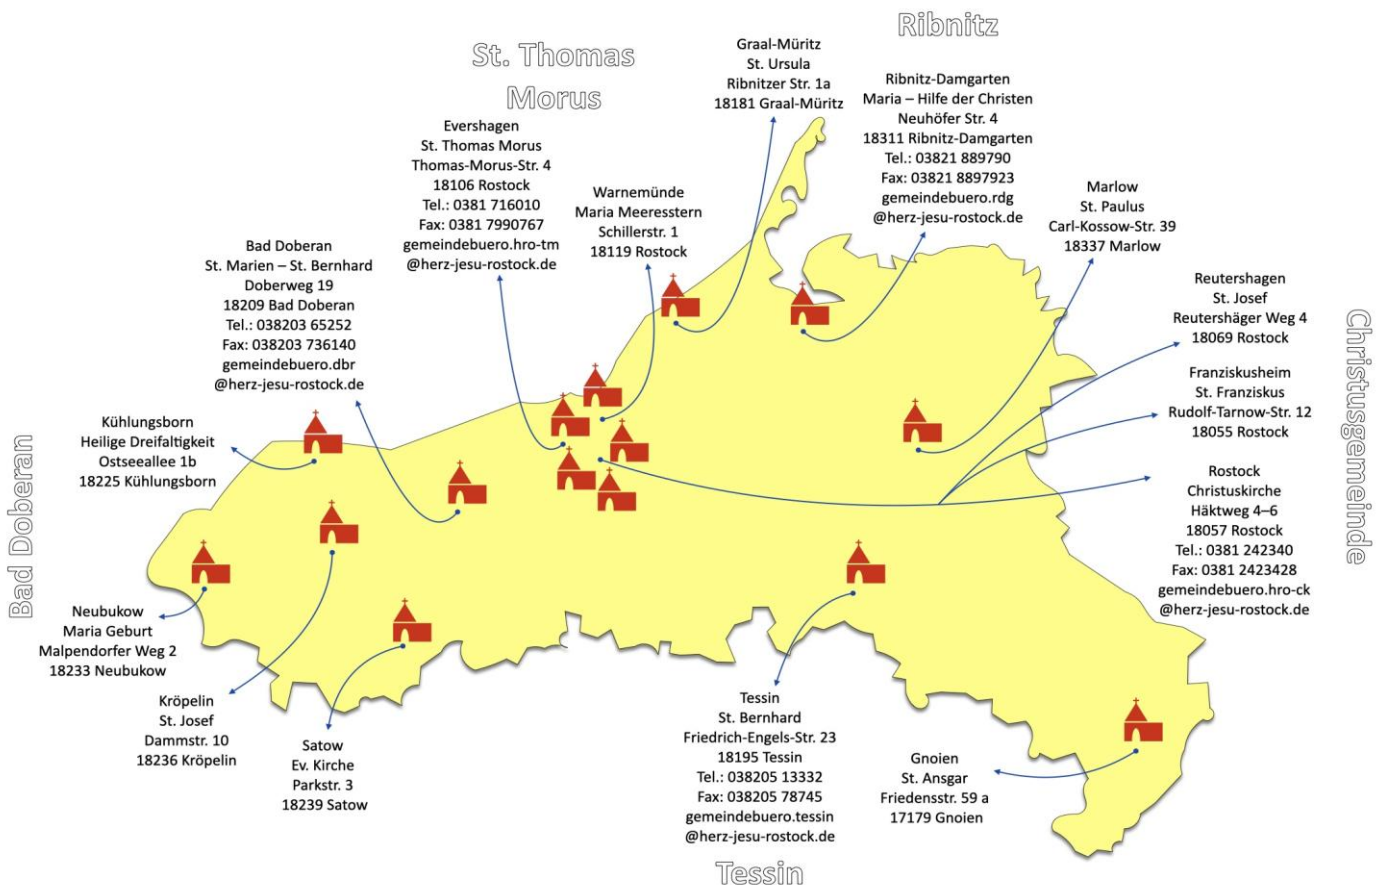 Ribnitz
St. Thomas
Morus
Graal-Müritz
St. Ursula
Ribnitzer Str. 1a
18181 Graal-Müritz
Ribnitz-Damgarten
Maria – Hilfe der Christen
Neuhöfer Str. 4
18311 Ribnitz-Damgarten
Tel.: 03821 889790
Fax: 03821 8897923
gemeindebuero.rdg
@herz-jesu-rostock.de
Evershagen
St. Thomas Morus
Thomas-Morus-Str. 4
18106 Rostock
Tel.: 0381 716010
Fax: 0381 7990767
gemeindebuero.hro-tm
@herz-jesu-rostock.de
Warnemünde
Maria Meeresstern
Schillerstr. 1
18119 Rostock
Marlow
St. Paulus
Carl-Kossow-Str. 39
18337 Marlow
Bad Doberan
St. Marien – St. Bernhard
Doberweg 19
18209 Bad Doberan
Tel.: 038203 65252
Fax: 038203 736140
gemeindebuero.dbr
@herz-jesu-rostock.de
Reutershagen
St. Josef
Reutershäger Weg 4
18069 Rostock
Christusgemeinde
Franziskusheim
St. Franziskus
Rudolf-Tarnow-Str. 12
18055 Rostock
Kühlungsborn
Heilige Dreifaltigkeit
Ostseeallee 1b
18225 Kühlungsborn
Bad Doberan
Rostock
Christuskirche
Häktweg 4–6
18057 Rostock
Tel.: 0381 242340
Fax: 0381 2423428
gemeindebuero.hro-ck
@herz-jesu-rostock.de
Neubukow
Maria Geburt
Malpendorfer Weg 2
18233 Neubukow
Kröpelin
St. Josef
Dammstr. 10
18236 Kröpelin
Satow
Ev. Kirche
Parkstr. 3
18239 Satow
Tessin
St. Bernhard
Friedrich-Engels-Str. 23
18195 Tessin
Tel.: 038205 13332
Fax: 038205 78745
gemeindebuero.tessin
@herz-jesu-rostock.de
Gnoien
St. Ansgar
Friedensstr. 59 a
17179 Gnoien
Tessin